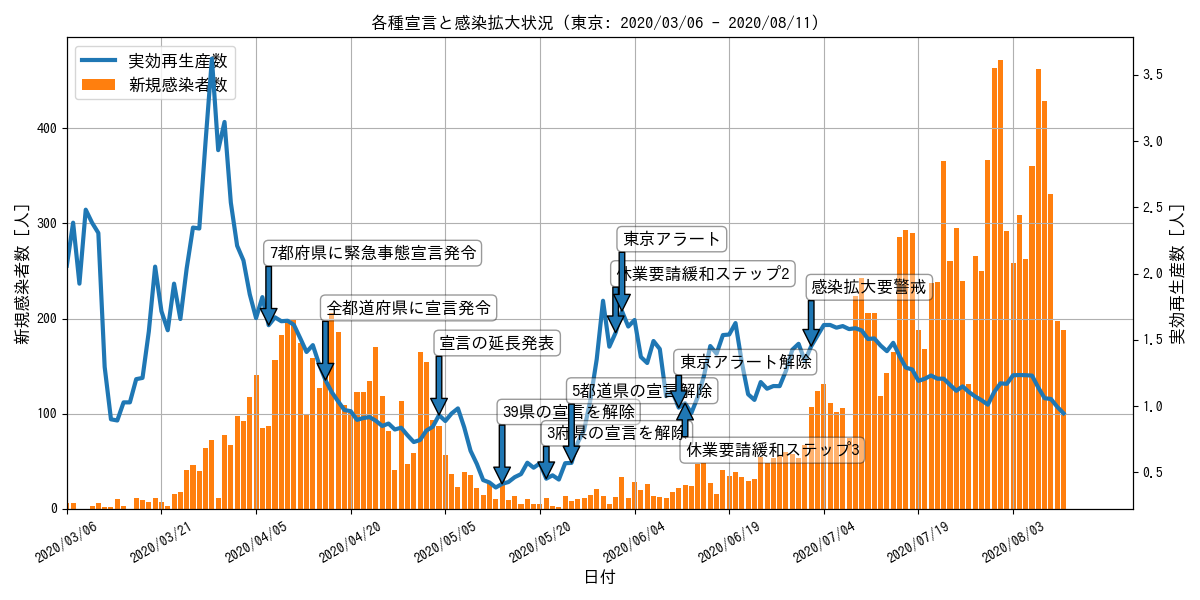 各種宣言と感染拡大状況 (東京: 2020/03/06 - 2020/08/11)
実効再生産数
新規感染者数
新規感染者数 [人]
400
300
200
100
0
3.5
3.0
2.5
2.0
1.5
1.0
0.5
実効再生産数 [人]
7都府県に緊急事態宣言発令
全都道府県に宣言発令
宣言の延長発表
39県の宣言を解除
3府県の宣言を解除
5都道県の宣言解除
東京アラート
休業要請緩和ステップ2
東京アラート解除
休業要請緩和ステップ3
感染拡大要警戒
2020/03/06
2020/03/21
2020/04/05
2020/04/20
2020/05/05
2020/05/20
2020/06/04
2020/06/19
2020/07/04
2020/07/19
2020/08/03
日付